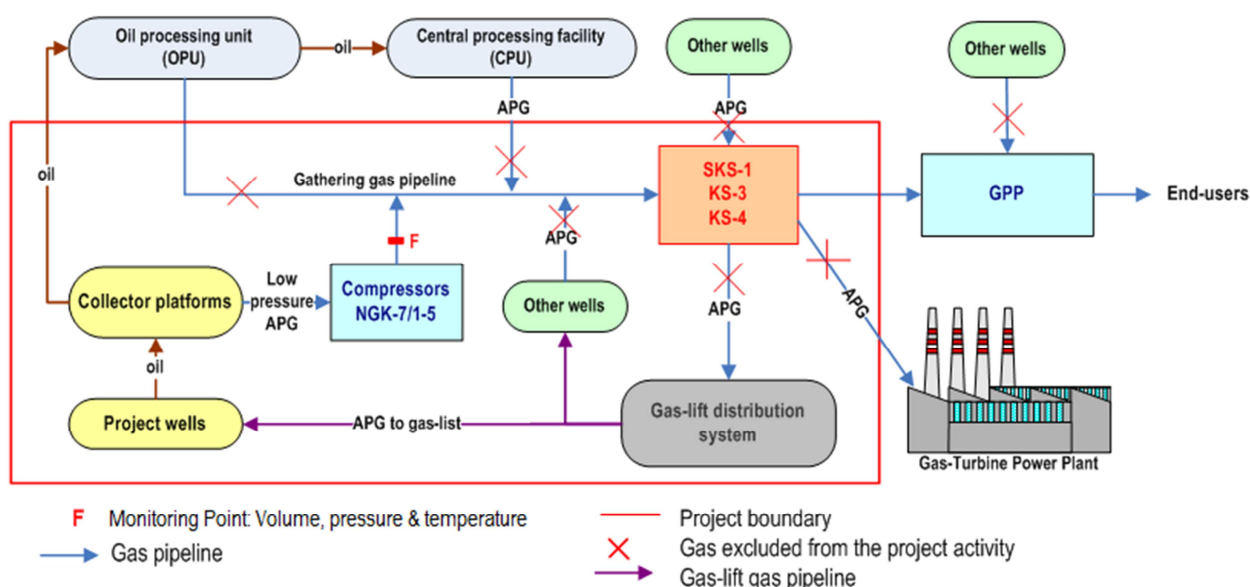 Oil processing unit
(OPU)
oil
Central processing facility
(CPU)
Other wells
Other wells
APG
APG
oil
Gathering gas pipeline
SKS-1
KS-3
KS-4
GPP
End-users
F
APG
Collector platforms
Low
pressure
APG
Compressors
NGK-7/1-5
Other wells
APG
APG
oil
Project wells
APG to gas-list
Gas-lift distribution
system
Gas-Turbine Power Plant
F Monitoring Point: Volume, pressure & temperature
Gas pipeline
Project boundary
Gas excluded from the project activity
Gas-lift gas pipeline